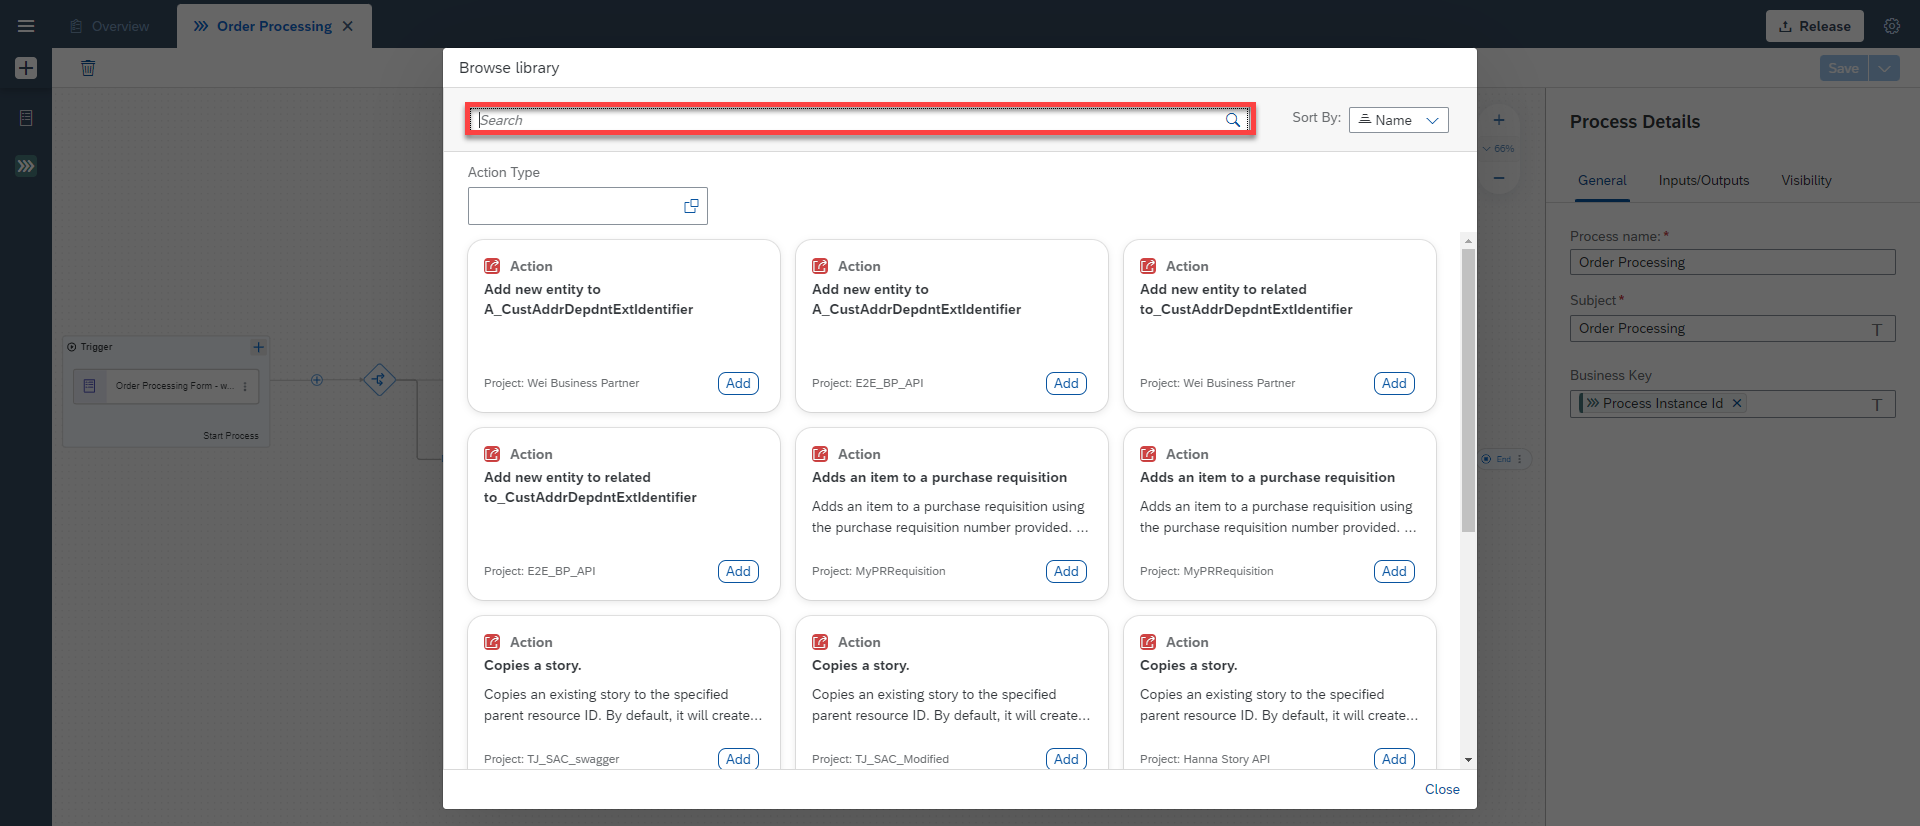 Overview
Order Processing
Release
Save
Browse library
Search
Sort By:
Name
Action Type
Action
Add new entity to
A_CustAddrDepdntExtIdentifier
Project: Wei Business Partner
Add
Action
Add new entity to
A_CustAddrDepdntExtIdentifier
Project: E2E_BP_API
Add
Action
Add new entity to related
to_CustAddrDepdntExtIdentifier
Project: Wei Business Partner
Add
Action
Add new entity to related
to_CustAddrDepdntExtIdentifier
Project: E2E_BP_API
Add
Action
Adds an item to a purchase requisition
Adds an item to a purchase requisition using
the purchase requisition number provided. ...
Project: MyPRRequisition
Add
Action
Adds an item to a purchase requisition
Adds an item to a purchase requisition using
the purchase requisition number provided. ...
Project: MyPRRequisition
Add
Action
Copies a story.
Copies an existing story to the specified
parent resource ID. By default, it will create...
Project: TJ_SAC_swagger
Add
Action
Copies a story.
Copies an existing story to the specified
parent resource ID. By default, it will create...
Project: TJ_SAC_Modified
Add
Action
Copies a story.
Copies an existing story to the specified
parent resource ID. By default, it will create...
Project: Hanna Story API
Add
Close
Trigger
Order Processing Form - w...
Start Process
66%
End
Process Details
General
Inputs/Outputs
Visibility
Process name:*
Order Processing
Subject*
Order Processing
Business Key
Process Instance Id